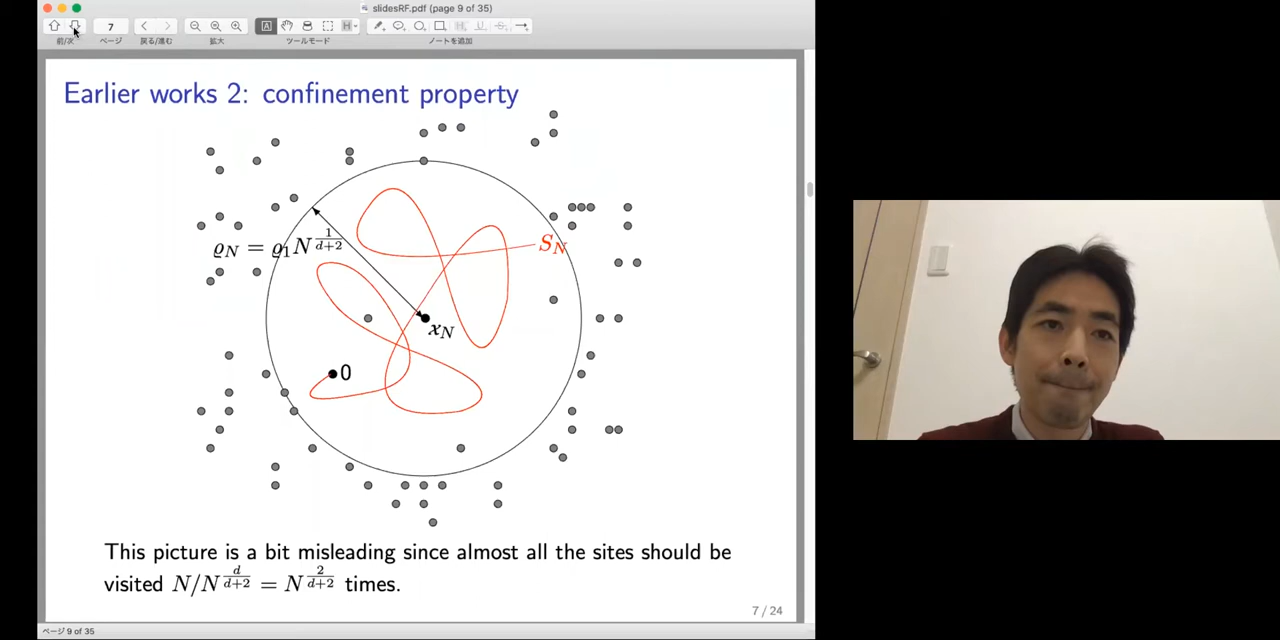 slidesRF.pdf (page 9 of 35)
7
前/次 ページ 戻る/進む 拡大 ツールモード ノートを追加
Earlier works 2: confinement property
ϱ_N = ϱ_1 N^{\frac{1}{d+2}}
S_N
x_N
0
This picture is a bit misleading since almost all the sites should be
visited N/N^{\frac{d}{d+2}} = N^{\frac{2}{d+2}} times.
7 / 24
ページ 9 of 35